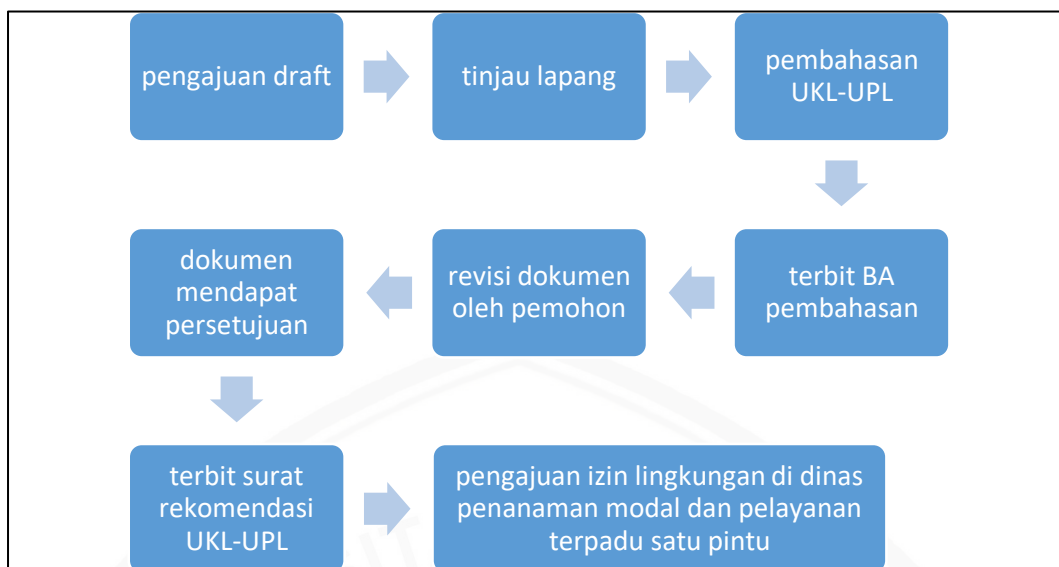 pengajuan draft
tinjau lapang
pembahasan
UKL-UPL
terbit BA
pembahasan
revisi dokumen
oleh pemohon
dokumen
mendapat
persetujuan
terbit surat
rekomendasi
UKL-UPL
pengajuan izin lingkungan di dinas
penanaman modal dan pelayanan
terpadu satu pintu